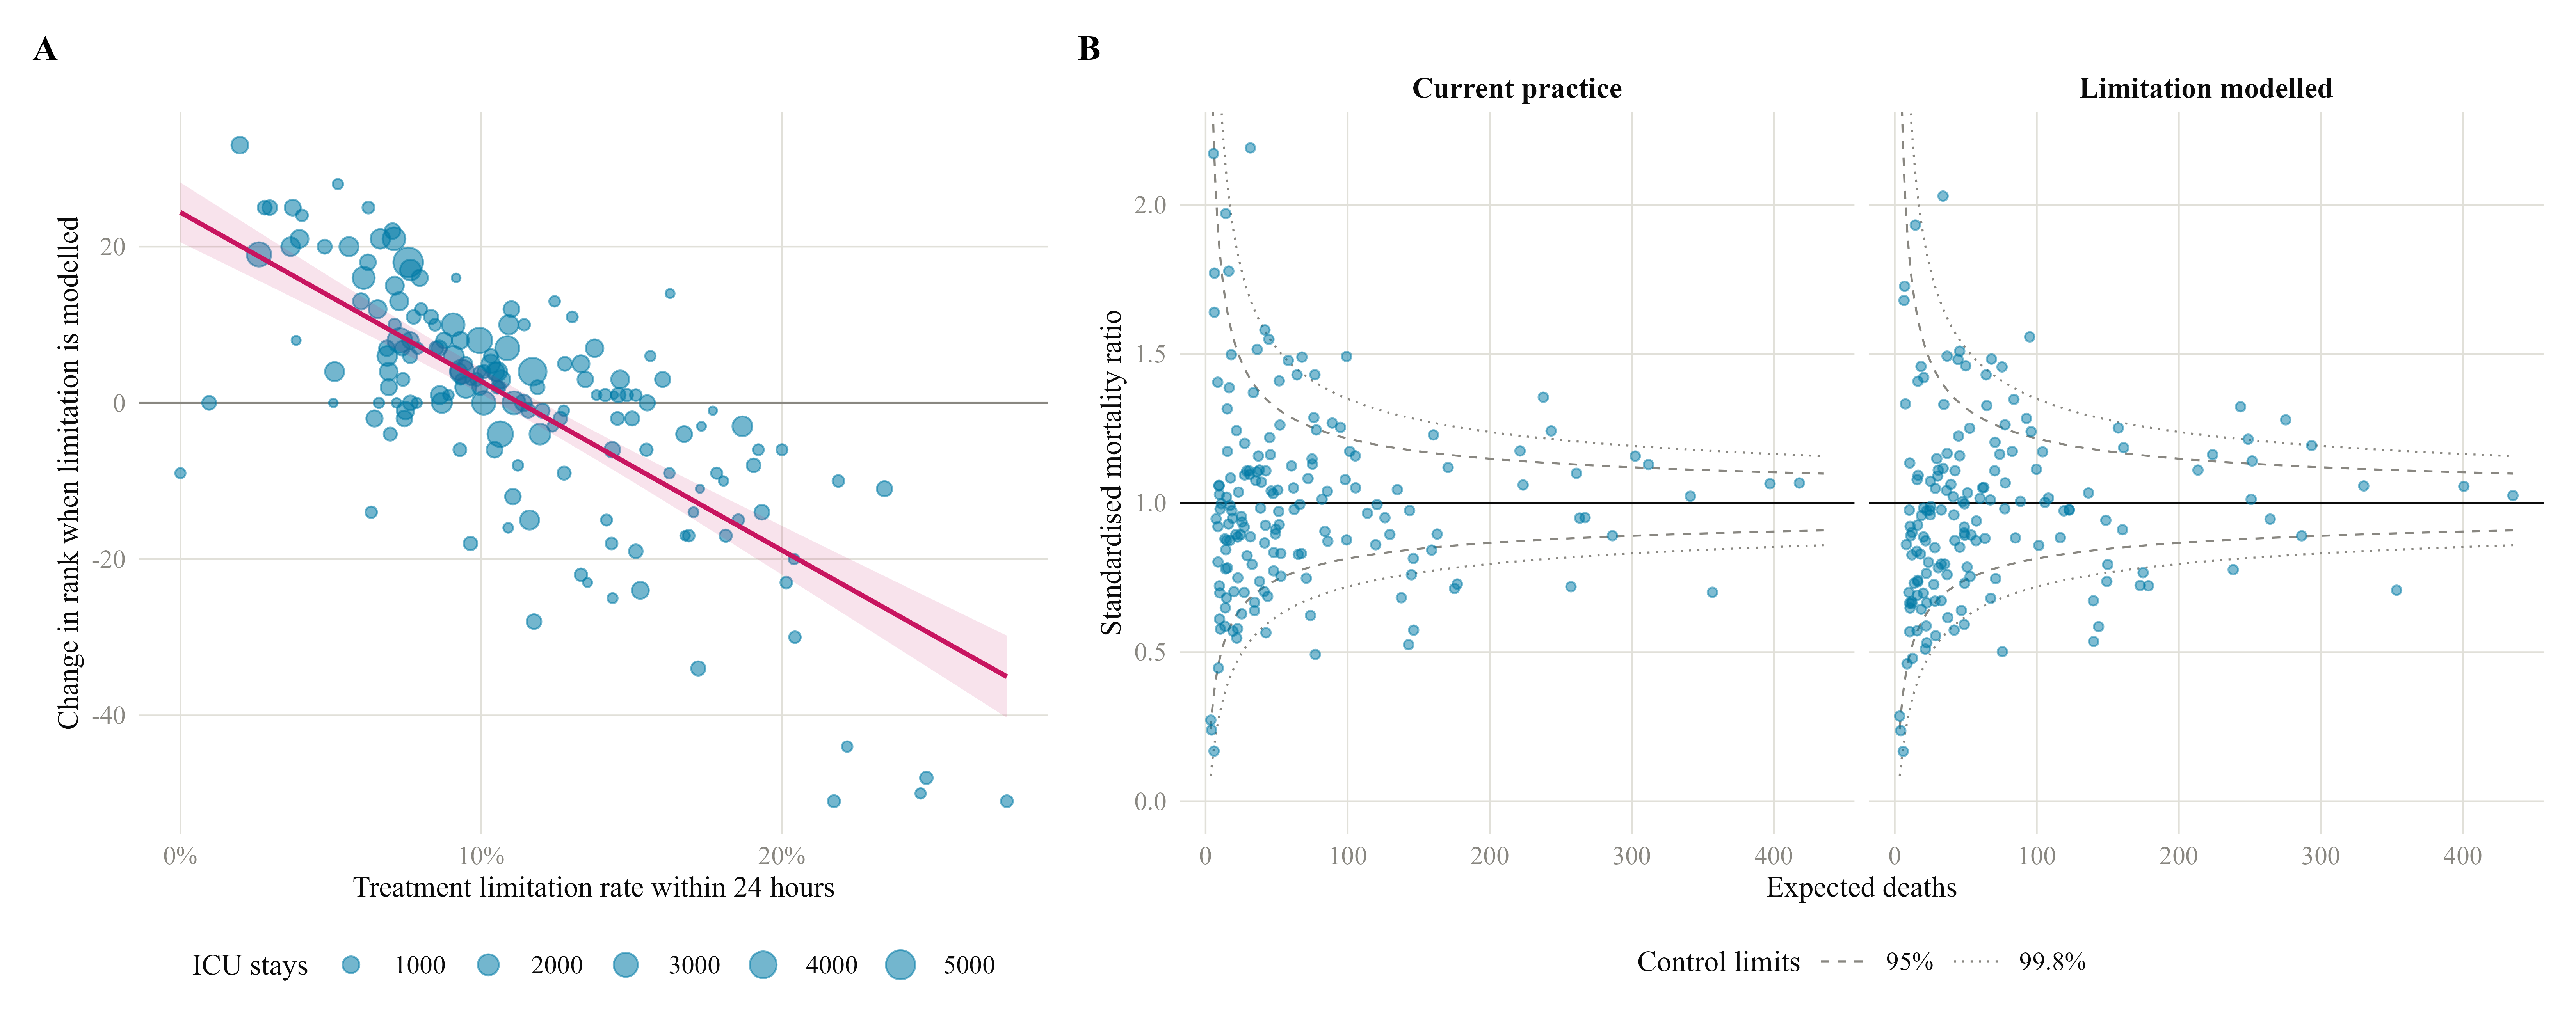 A
Change in rank when limitation is modelled
20
0
-20
-40
0% 10% 20%
Treatment limitation rate within 24 hours
ICU stays 1000 2000 3000 4000 5000
B
Current practice Limitation modelled
Standardised mortality ratio
2.0
1.5
1.0
0.5
0.0
0 100 200 300 400 0 100 200 300 400
Expected deaths
Control limits 95% 99.8%